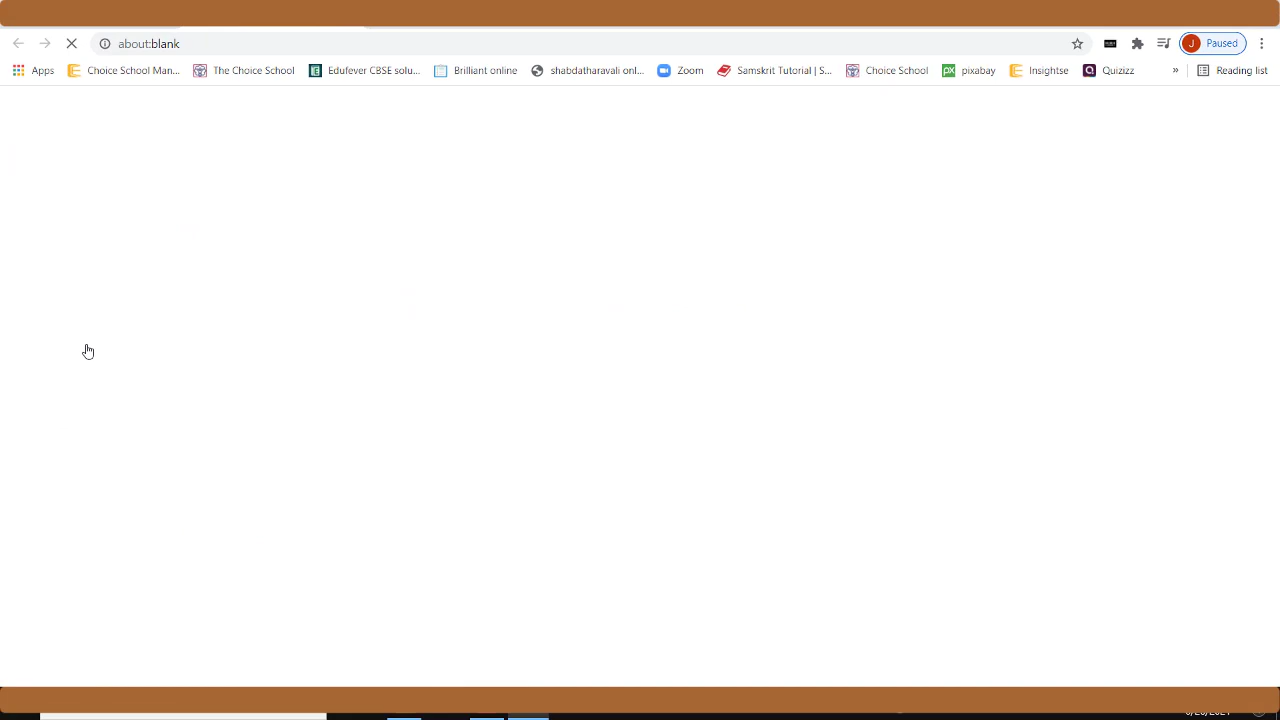 about:blank
J Paused
Apps Choice School Man... The Choice School Edufever CBSE Edu... Brilliant online shabdatharavali onl... Zoom Samskrit Tutorial | S... Choice School pixabay Insightse Quizizz » Reading list